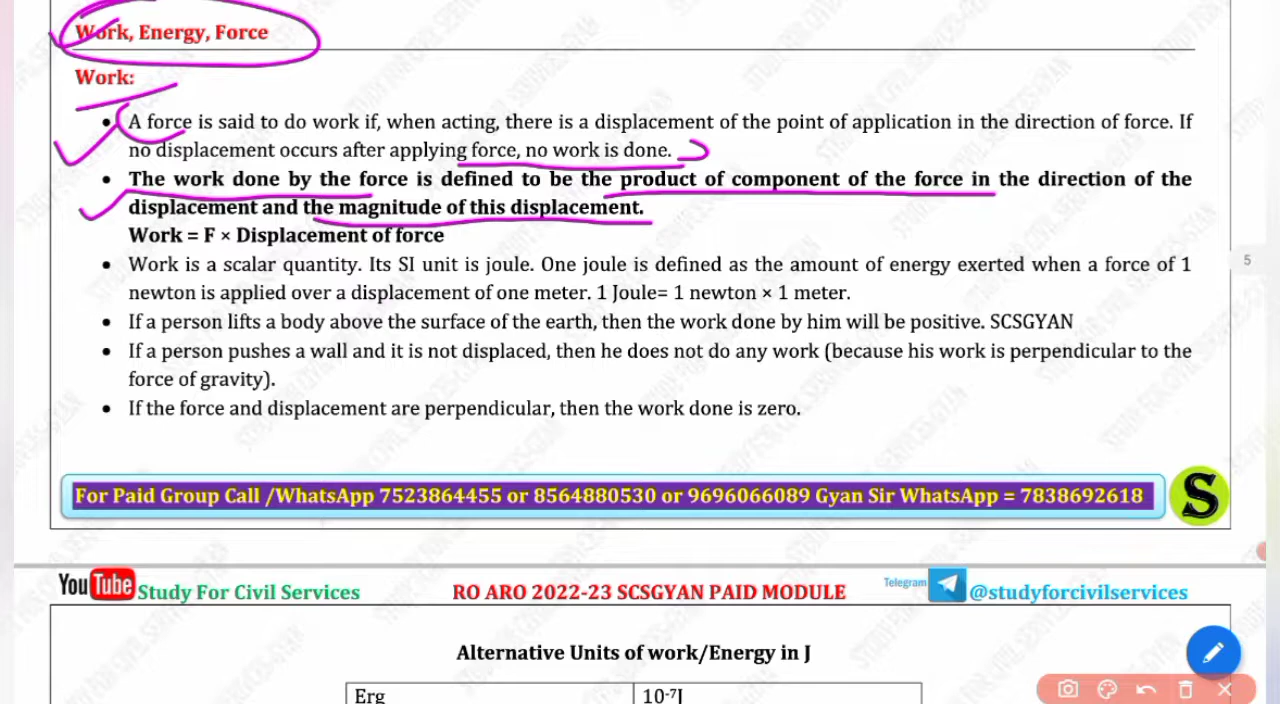 Work, Energy, Force
Work:
• A force is said to do work if, when acting, there is a displacement of the point of application in the direction of force. If
no displacement occurs after applying force, no work is done.
• The work done by the force is defined to be the product of component of the force in the direction of the
displacement and the magnitude of this displacement.
Work = F × Displacement of force
• Work is a scalar quantity. Its SI unit is joule. One joule is defined as the amount of energy exerted when a force of 1
newton is applied over a displacement of one meter. 1 Joule= 1 newton × 1 meter.
5
• If a person lifts a body above the surface of the earth, then the work done by him will be positive. SCSGYAN
• If a person pushes a wall and it is not displaced, then he does not do any work (because his work is perpendicular to the
force of gravity).
• If the force and displacement are perpendicular, then the work done is zero.
For Paid Group Call /WhatsApp 7523864455 or 8564880530 or 9696066089 Gyan Sir WhatsApp = 7838692618
S
YouTube Study For Civil Services RO ARO 2022-23 SCSGYAN PAID MODULE Telegram @studyforcivilservices
Alternative Units of work/Energy in J
Erg 10⁻⁷J